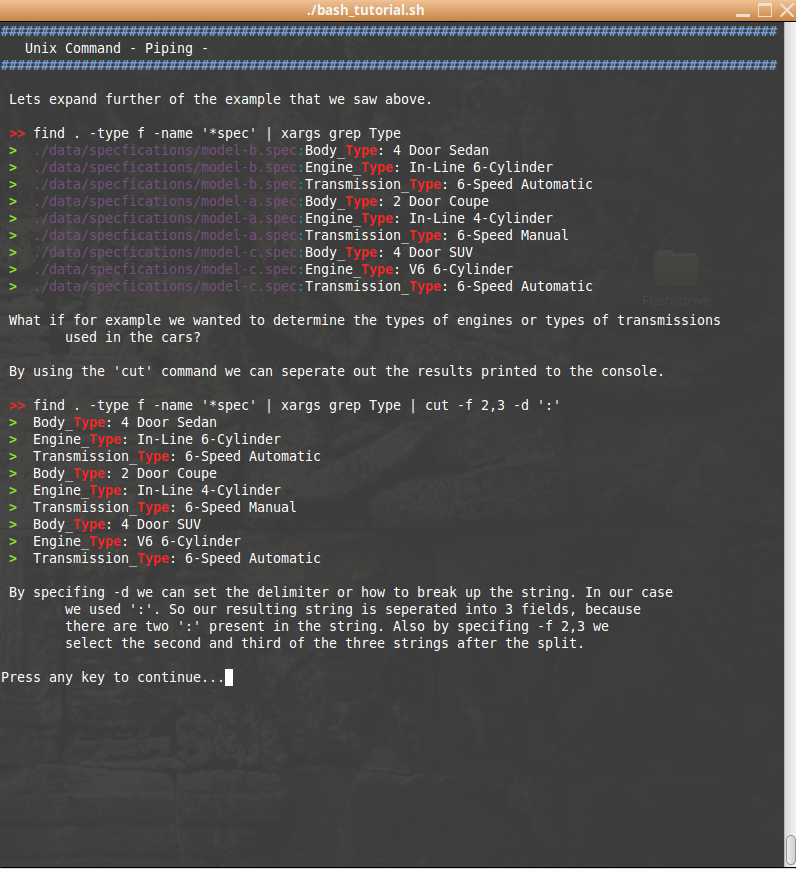 ./bash_tutorial.sh
#################################################################################################
Unix Command - Piping -
#################################################################################################
Lets expand further of the example that we saw above.
>> find . -type f -name '*spec' | xargs grep Type
> ./data/specfications/model-b.spec:Body_Type: 4 Door Sedan
> ./data/specfications/model-b.spec:Engine_Type: In-Line 6-Cylinder
> ./data/specfications/model-b.spec:Transmission_Type: 6-Speed Automatic
> ./data/specfications/model-a.spec:Body_Type: 2 Door Coupe
> ./data/specfications/model-a.spec:Engine_Type: In-Line 4-Cylinder
> ./data/specfications/model-a.spec:Transmission_Type: 6-Speed Manual
> ./data/specfications/model-c.spec:Body_Type: 4 Door SUV
> ./data/specfications/model-c.spec:Engine_Type: V6 6-Cylinder
> ./data/specfications/model-c.spec:Transmission_Type: 6-Speed Automatic
Flash_drive
What if for example we wanted to determine the types of engines or types of transmissions
used in the cars?
By using the 'cut' command we can seperate out the results printed to the console.
>> find . -type f -name '*spec' | xargs grep Type | cut -f 2,3 -d ':'
> Body_Type: 4 Door Sedan
> Engine_Type: In-Line 6-Cylinder
> Transmission_Type: 6-Speed Automatic
> Body_Type: 2 Door Coupe
> Engine_Type: In-Line 4-Cylinder
> Transmission_Type: 6-Speed Manual
> Body_Type: 4 Door SUV
> Engine_Type: V6 6-Cylinder
> Transmission_Type: 6-Speed Automatic
By specifing -d we can set the delimiter or how to break up the string. In our case
we used ':'. So our resulting string is seperated into 3 fields, because
there are two ':' present in the string. Also by specifing -f 2,3 we
select the second and third of the three strings after the split.
Press any key to continue...